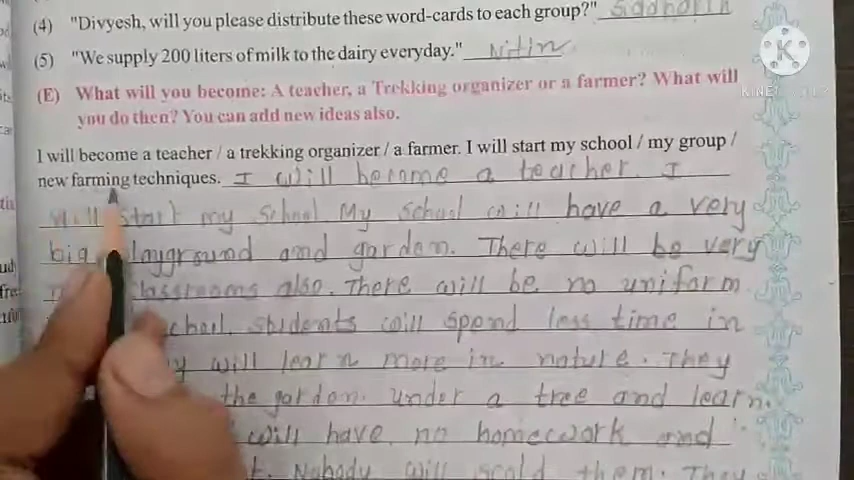 (4) "Divyesh, will you please distribute these word-cards to each group?" Siddharth
(5) "We supply 200 liters of milk to the dairy everyday." Nitin
(E) What will you become: A teacher, a Trekking organizer or a farmer? What will
you do then? You can add new ideas also.
I will become a teacher / a trekking organizer / a farmer. I will start my school / my group /
new farming techniques. I will become a teacher. I
will start my school My school will have a very
big playground and garden. There will be very
classrooms also. There will be no uniform
students will spend less time in
will learn more in nature. They
the garden. under a tree and learn.
will have no homework and
Nobody will scold them. They
KINEMASTER